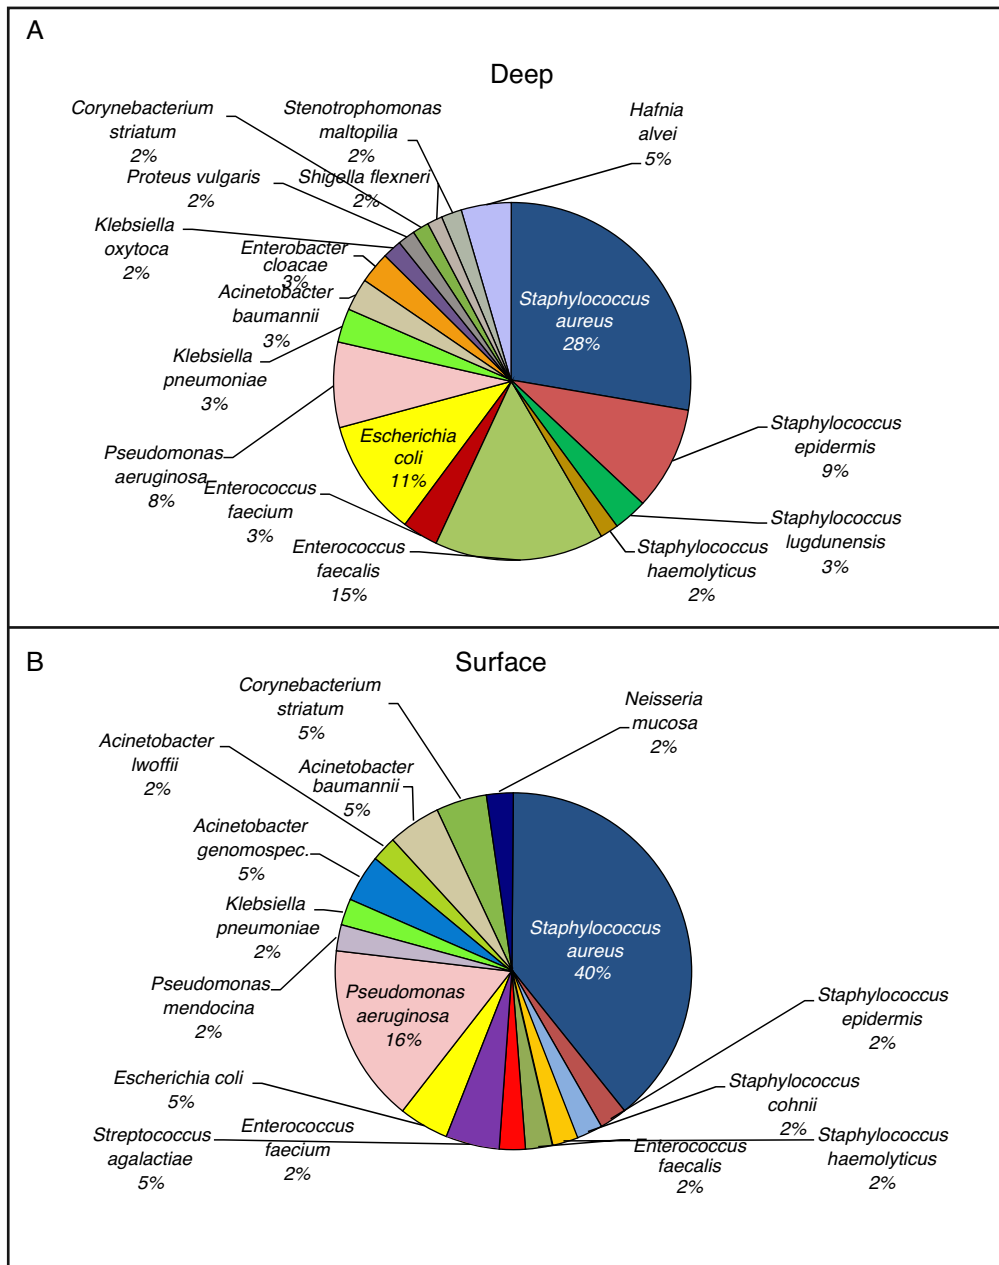 A
Deep
Corynebacterium
striatum
2%
Stenotrophomonas
maltopilia
2%
Hafnia
alvei
5%
Proteus vulgaris
2%
Shigella flexneri
2%
Klebsiella
oxytoca
2%
Enterobacter
cloacae
3%
Acinetobacter
baumannii
3%
Klebsiella
pneumoniae
3%
Pseudomonas
aeruginosa
8%
Enterococcus
faecium
3%
Enterococcus
faecalis
15%
Escherichia
coli
11%
Staphylococcus
aureus
28%
Staphylococcus
epidermis
9%
Staphylococcus
lugdunensis
3%
Staphylococcus
haemolyticus
2%
B
Surface
Corynebacterium
striatum
5%
Neisseria
mucosa
2%
Acinetobacter
lwoffii
2%
Acinetobacter
baumannii
5%
Acinetobacter
genomospec.
5%
Klebsiella
pneumoniae
2%
Pseudomonas
mendocina
2%
Pseudomonas
aeruginosa
16%
Staphylococcus
aureus
40%
Escherichia coli
5%
Streptococcus
agalactiae
5%
Enterococcus
faecium
2%
Staphylococcus
epidermis
2%
Staphylococcus
cohnii
2%
Enterococcus
faecalis
2%
Staphylococcus
haemolyticus
2%